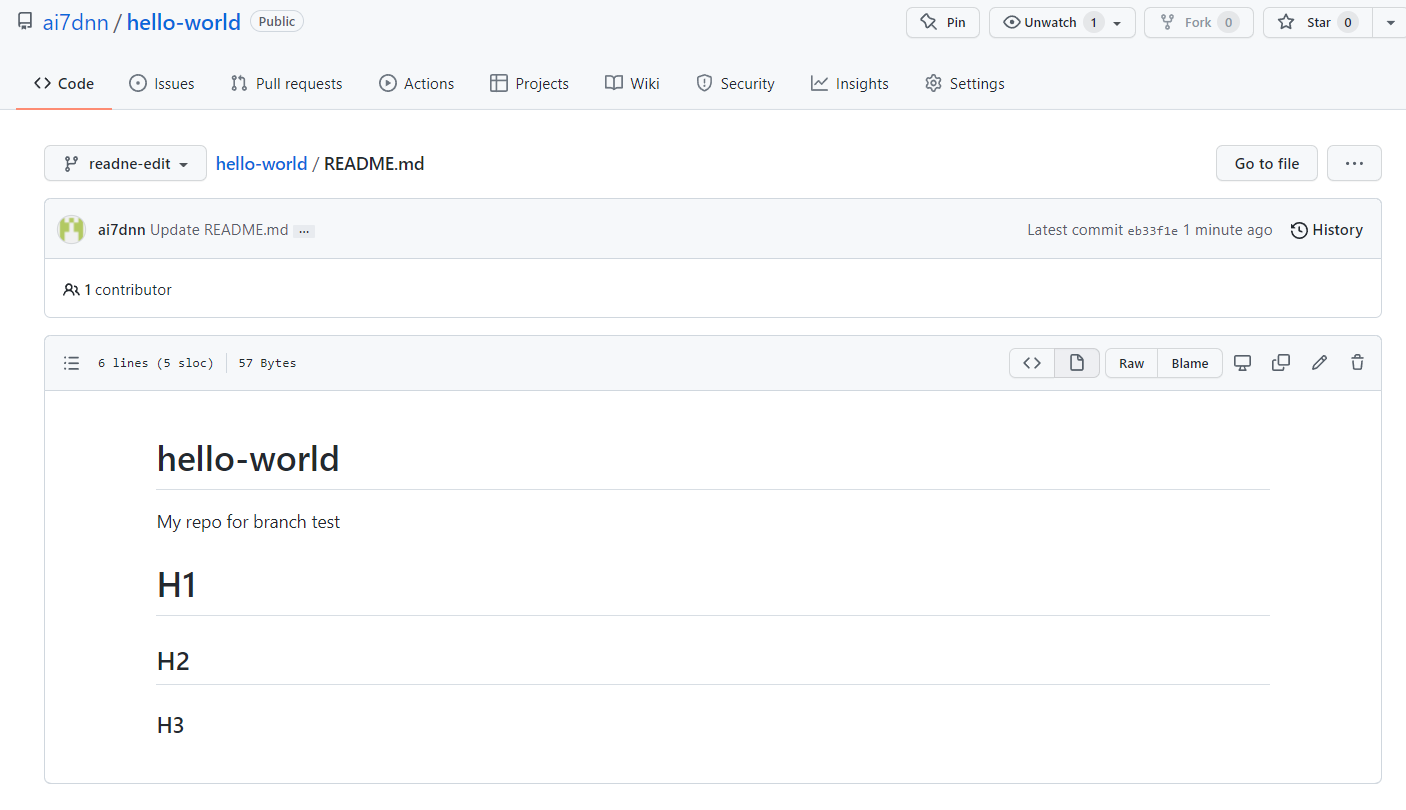 ai7dnn / hello-world Public Pin Unwatch 1 Fork 0 Star 0
Code Issues Pull requests Actions Projects Wiki Security Insights Settings
readne-edit hello-world / README.md Go to file ...
ai7dnn Update README.md ... Latest commit eb33f1e 1 minute ago History
1 contributor
6 lines (5 sloc) 57 Bytes <> Raw Blame
hello-world
My repo for branch test
H1
H2
H3